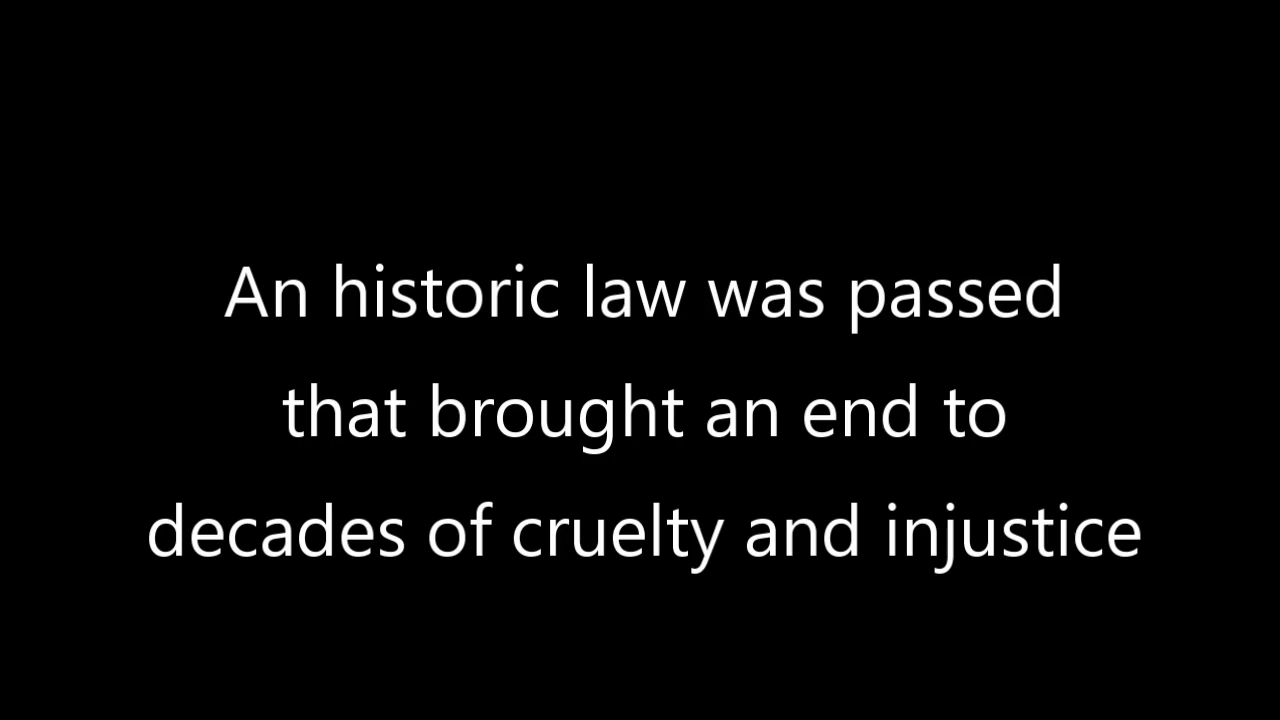 An historic law was passed
that brought an end to
decades of cruelty and injustice